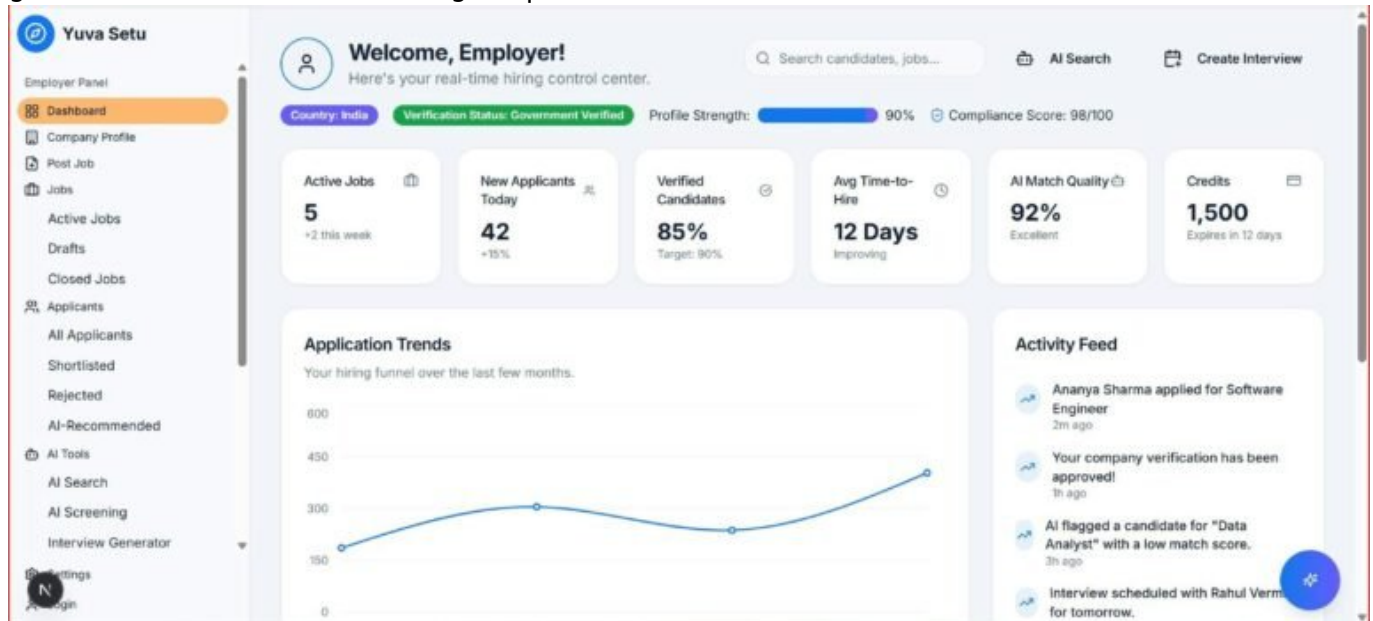 Yuva Setu
Employer Panel
Dashboard
Company Profile
Post Job
Jobs
Active Jobs
Drafts
Closed Jobs
Applicants
All Applicants
Shortlisted
Rejected
AI-Recommended
AI Tools
AI Search
AI Screening
Interview Generator
N
Welcome, Employer!
Here's your real-time hiring control center.
Search candidates, jobs...
AI Search
Create Interview
Country: India
Verification Status: Government Verified
Profile Strength:
90%
Compliance Score: 98/100
Active Jobs
5
+2 this week
New Applicants
Today
42
+15%
Verified
Candidates
85%
Target: 90%
Avg Time-to-
Hire
12 Days
Improving
AI Match Quality
92%
Excellent
Credits
1,500
Expires in 12 days
Application Trends
Your hiring funnel over the last few months.
600
450
300
150
0
Activity Feed
Ananya Sharma applied for Software
Engineer
2m ago
Your company verification has been
approved!
1h ago
AI flagged a candidate for "Data
Analyst" with a low match score.
3h ago
Interview scheduled with Rahul Verm
for tomorrow.